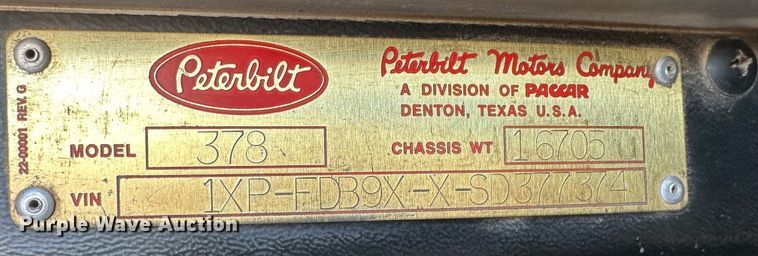 Peterbilt
Peterbilt Motors Company
A DIVISION OF PACCAR
DENTON, TEXAS U.S.A.
22-00001 REV. G
MODEL 378 CHASSIS WT 16705
VIN 1XP-FDB9X-X-SD377374
Purple Wave Auction